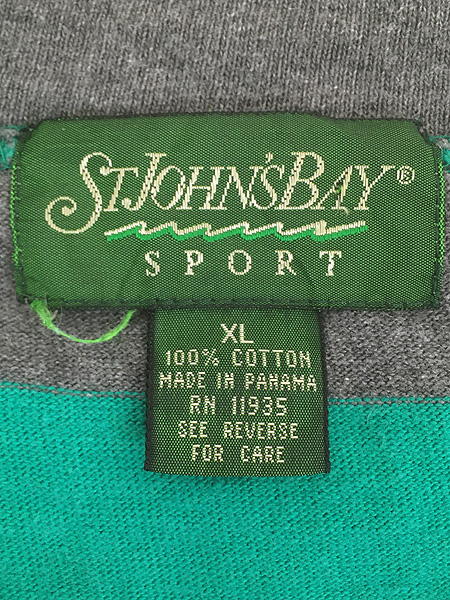 ST. JOHN'S BAY®
SPORT
XL
100% COTTON
MADE IN PANAMA
RN 11935
SEE REVERSE
FOR CARE